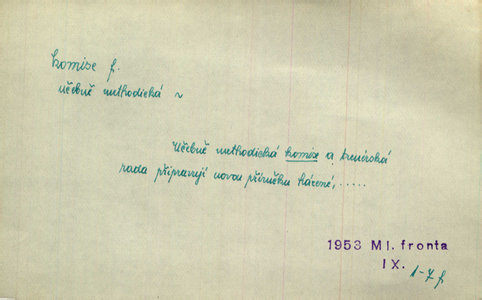 komise f.
učebně methodická ~
Učebně methodická komise a trenérská
rada připravují novou příručku házené, .....
1953 Ml. fronta
IX. 1-7 f